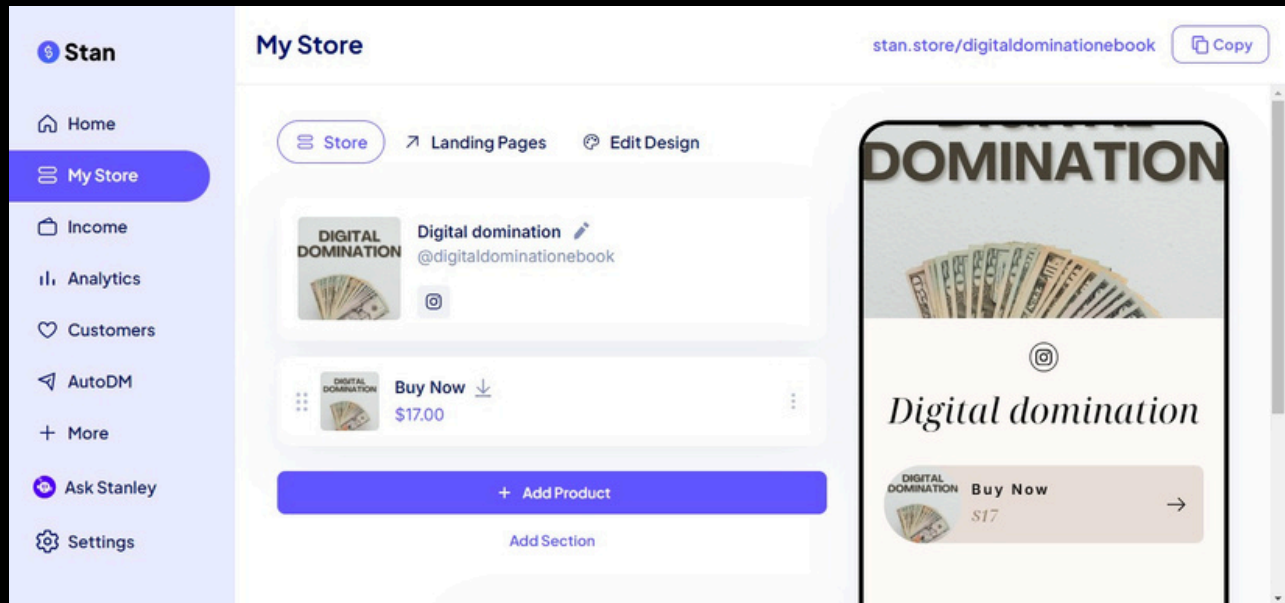 Stan
Home
My Store
Income
Analytics
Customers
AutoDM
More
Ask Stanley
Settings
My Store
stan.store/digitaldominationebook
Copy
Store
Landing Pages
Edit Design
DIGITAL
DOMINATION
Digital domination
@digitaldominationebook
DIGITAL
DOMINATION
Buy Now
$17.00
+ Add Product
Add Section
DOMINATION
Digital domination
DIGITAL
DOMINATION
Buy Now
$17